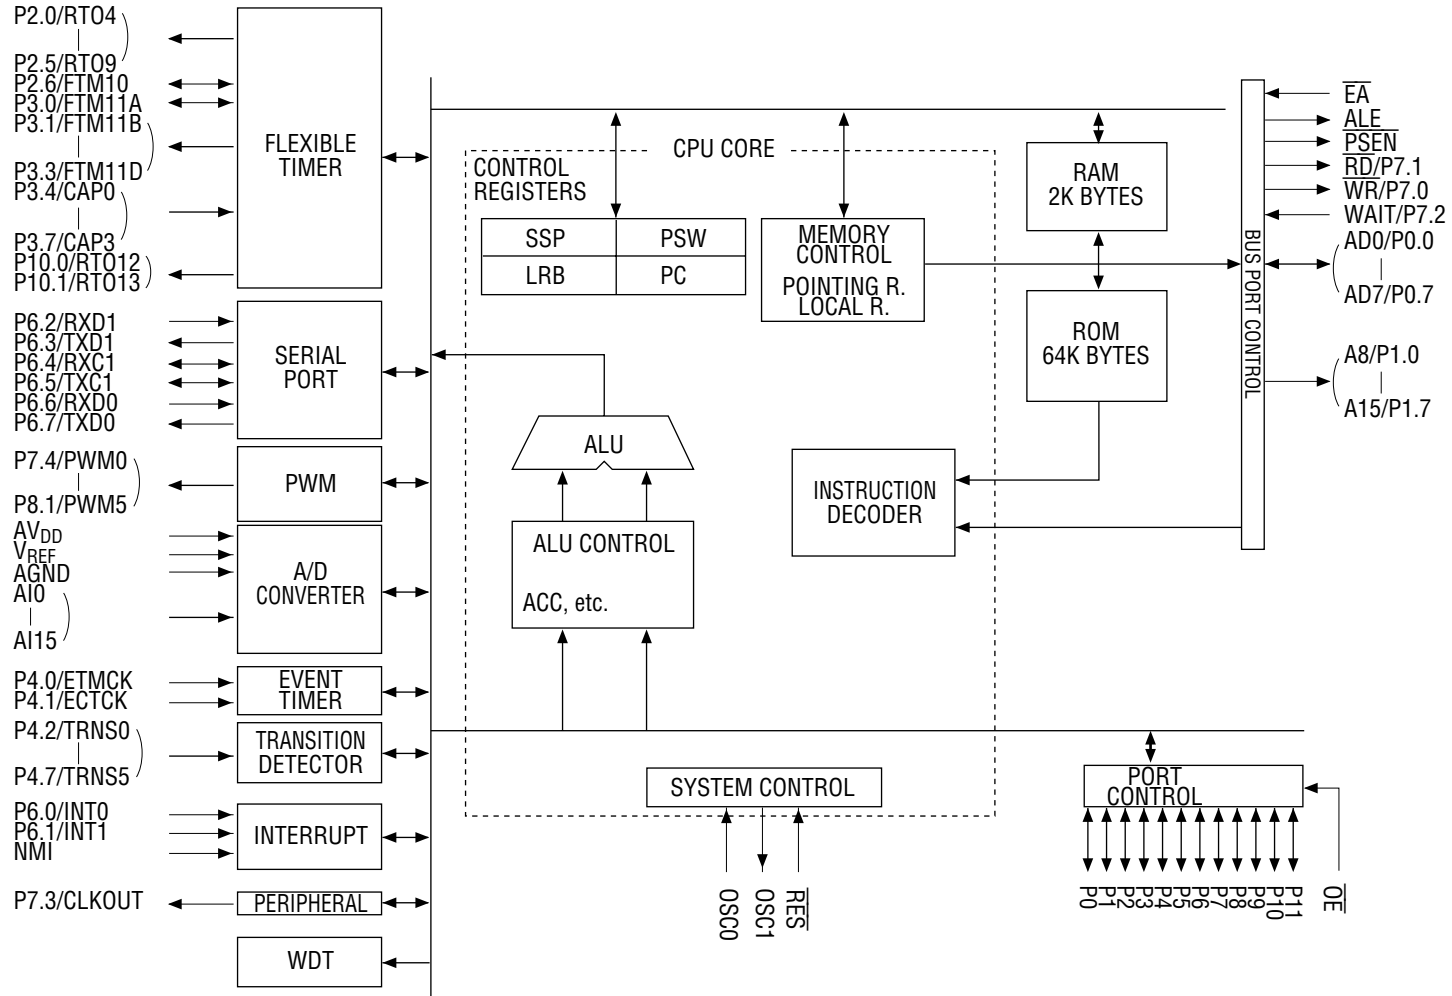 P2.0/RTO4
P2.5/RTO9
P2.6/FTM10
P3.0/FTM11A
P3.1/FTM11B
P3.3/FTM11D
P3.4/CAP0
P3.7/CAP3
P10.0/RTO12
P10.1/RTO13
FLEXIBLE
TIMER
P6.2/RXD1
P6.3/TXD1
P6.4/RXC1
P6.5/TXC1
P6.6/RXD0
P6.7/TXD0
SERIAL
PORT
P7.4/PWM0
P8.1/PWM5
PWM
AVDD
VREF
AGND
AI0
AI15
A/D
CONVERTER
P4.0/ETMCK
P4.1/ECTCK
EVENT
TIMER
P4.2/TRNS0
P4.7/TRNS5
TRANSITION
DETECTOR
P6.0/INT0
P6.1/INT1
NMI
INTERRUPT
P7.3/CLKOUT
PERIPHERAL
WDT
CPU CORE
CONTROL
REGISTERS
SSP
PSW
LRB
PC
MEMORY
CONTROL
POINTING R.
LOCAL R.
ALU
ALU CONTROL
ACC, etc.
INSTRUCTION
DECODER
SYSTEM CONTROL
OSC0
OSC1
RES
RAM
2K BYTES
ROM
64K BYTES
BUS PORT CONTROL
EA
ALE
PSEN
RD/P7.1
WR/P7.0
WAIT/P7.2
AD0/P0.0
AD7/P0.7
A8/P1.0
A15/P1.7
PORT
CONTROL
P0
P1
P2
P3
P4
P5
P6
P7
P8
P9
P10
P11
OE